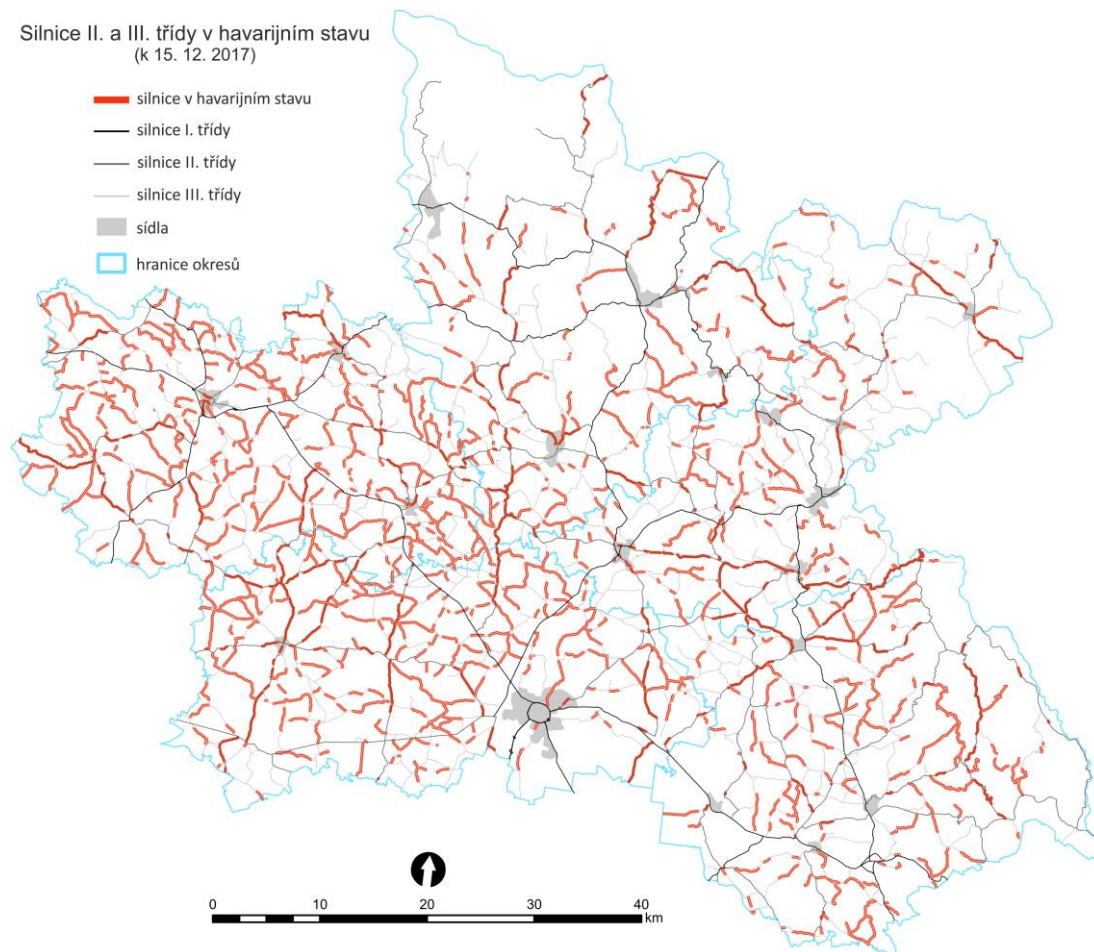 Silnice II. a III. třídy v havarijním stavu
(k 15. 12. 2017)
silnice v havarijním stavu
silnice I. třídy
silnice II. třídy
silnice III. třídy
sídla
hranice okresů
0 10 20 30 40
km